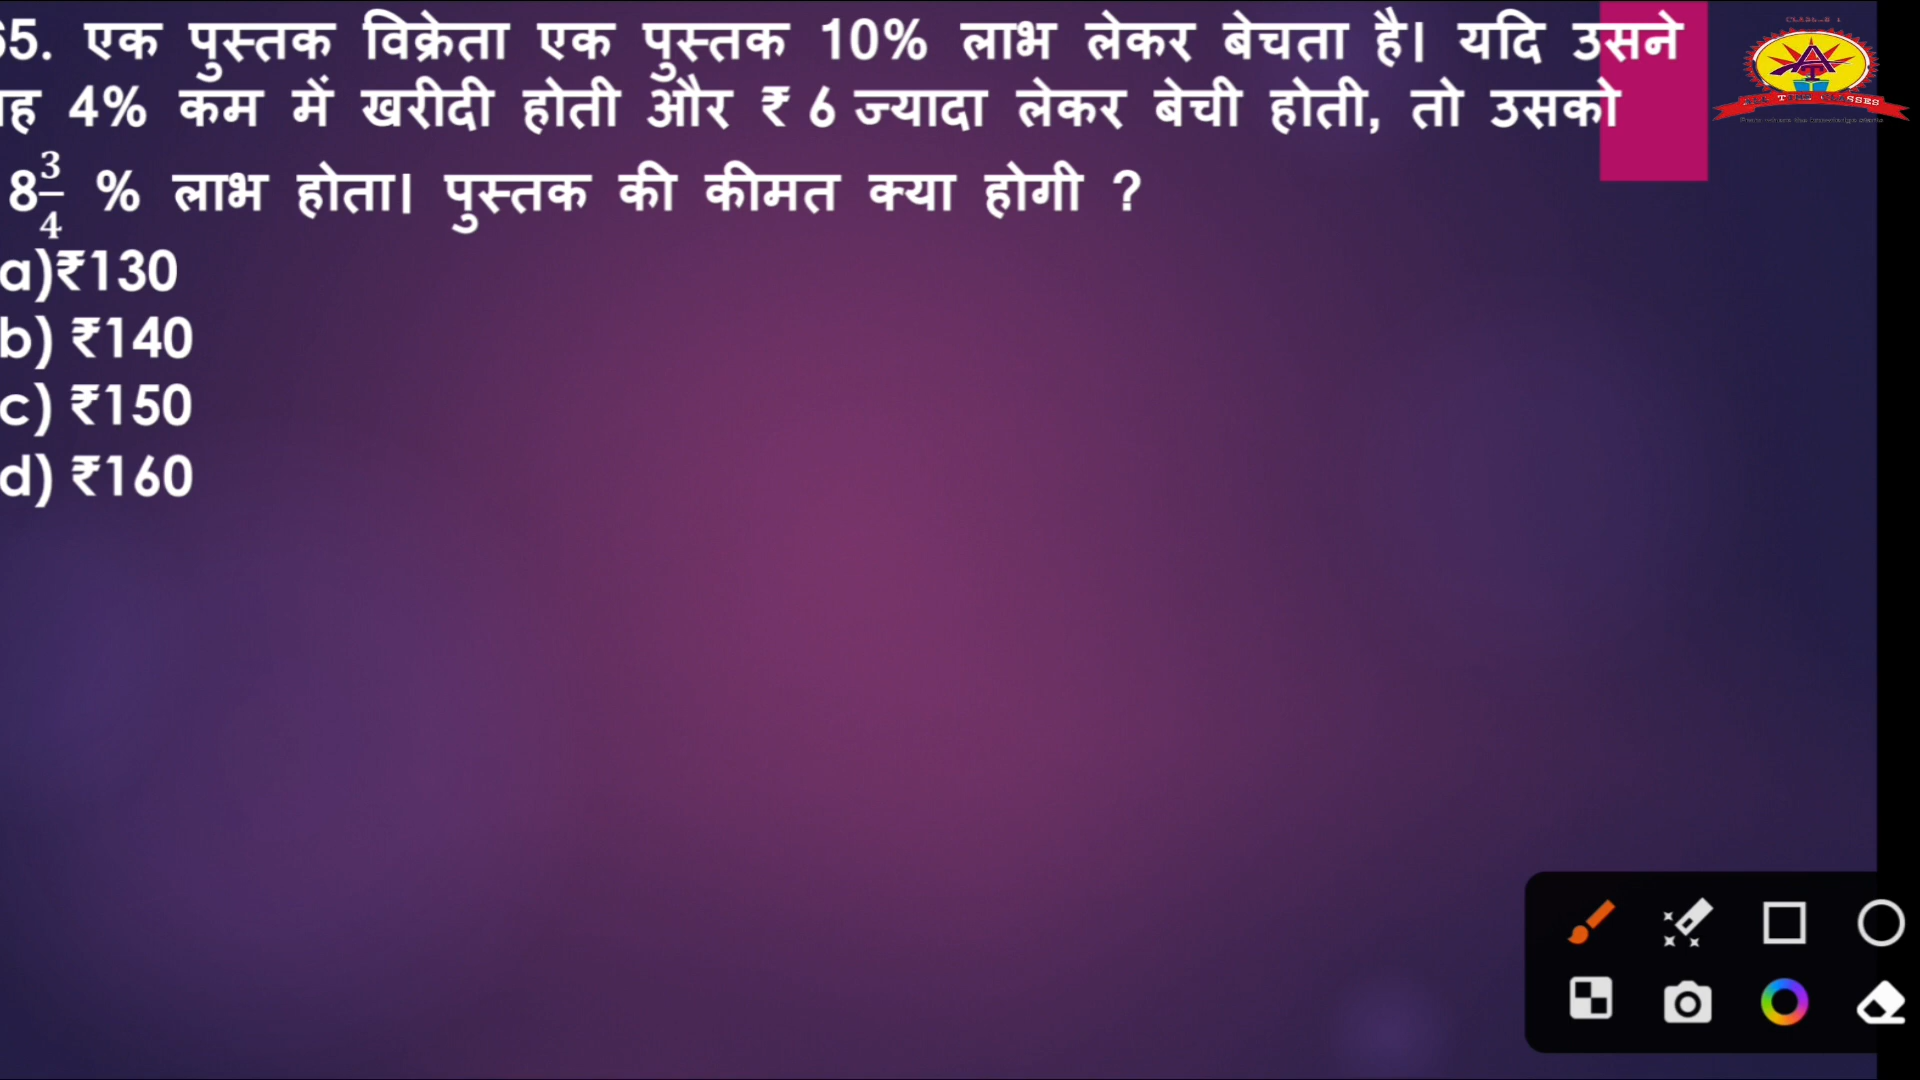 65. एक पुस्तक विक्रेता एक पुस्तक 10% लाभ लेकर बेचता है। यदि उसने
4% कम में खरीदी होती और ₹ 6 ज्यादा लेकर बेची होती, तो उसको
8 3/4 % लाभ होता। पुस्तक की कीमत क्या होगी ?
a)₹130
b) ₹140
c) ₹150
d) ₹160